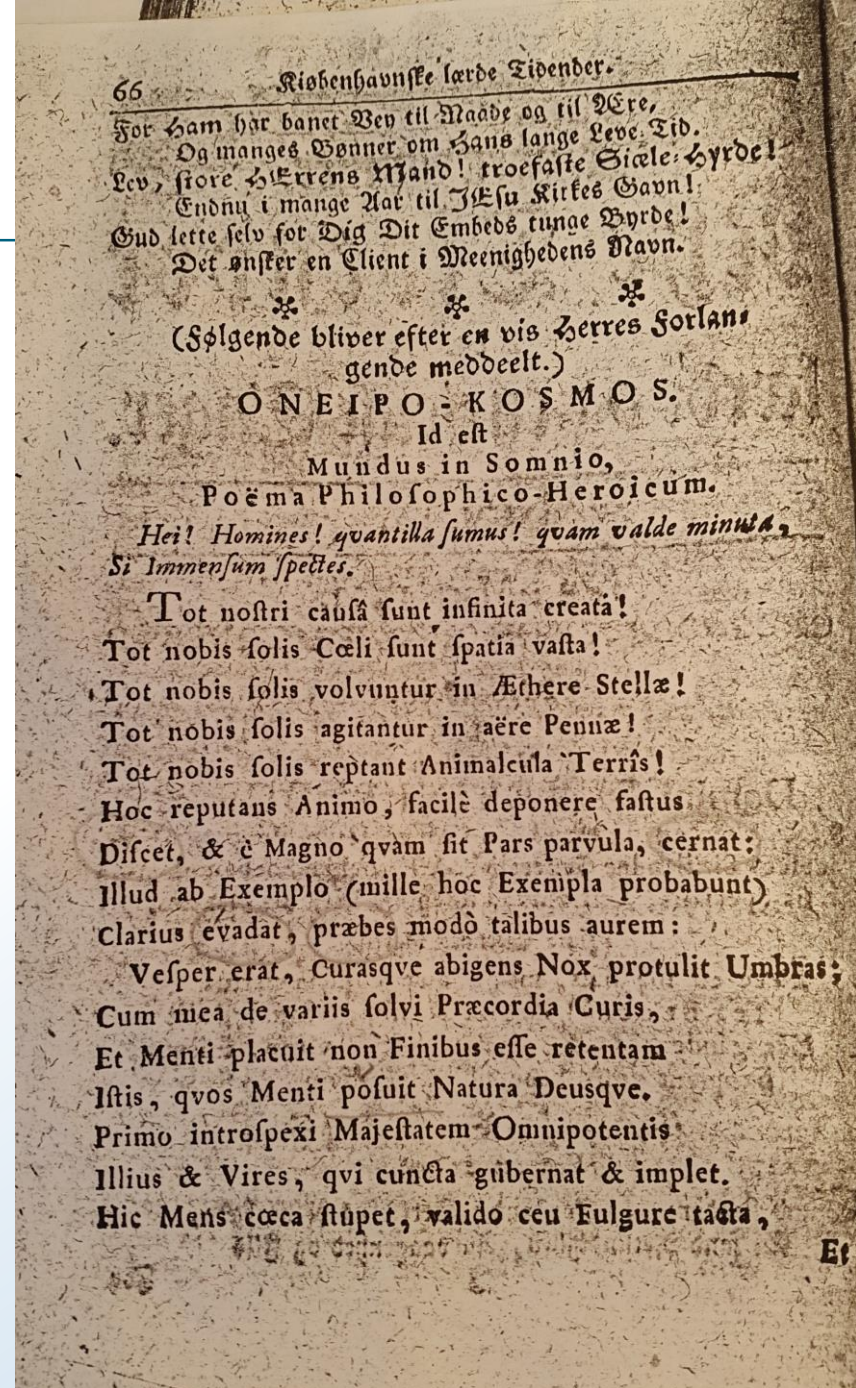 66 Kiøbenhavnske lærde Tidender.
For Ham har banet Vey til Naade og til Ære,
Og manges Bønner om Hans lange Leve-Tid.
Lev, store HErrens Mand! troefaste Siæle-Hyrde!
Endnu i mange Aar til JEsu Kirkes Gavn!
Gud lette selv for Dig Dit Embeds tunge Byrde!
Det ønsker en Client i Meenighedens Navn.
* * *
(Følgende bliver efter en vis Herres Forlan-
gende meddeelt.)
ONEIPO-KOSMOS.
Id eſt
Mundus in Somnio,
Poëma Philoſophico-Heroicum.
Hei! Homines! qvantilla ſumus! qvàm valde minuta,
Si Immenſum ſpectes.
Tot noſtri cauſâ ſunt infinita creata!
Tot nobis ſolis Cœli ſunt ſpatia vaſta!
Tot nobis ſolis volvuntur in Æthere Stellæ!
Tot nobis ſolis agitantur in aëre Pennæ!
Tot nobis ſolis reptant Animalcula Terrîs!
Hoc reputans Animo, facilè deponere faſtus
Diſcet, & è Magno qvàm ſit Pars parvula, cernat:
Illud ab Exemplo (mille hoc Exempla probabunt)
Clarius evadat, præbes modò talibus aurem:
Veſper erat, Curasqve abigens Nox protulit Umbras;
Cum mea de variis ſolvi Præcordia Curis,
Et Menti placuit non Finibus eſſe retentam
Iſtis, qvos Menti poſuit Natura Deusqve.
Primo introſpexi Majeſtatem Omnipotentis
Illius & Vires, qvi cuncta gubernat & implet.
Hic Mens cœca ſtupet, valido ceu Fulgure tacta,
Et